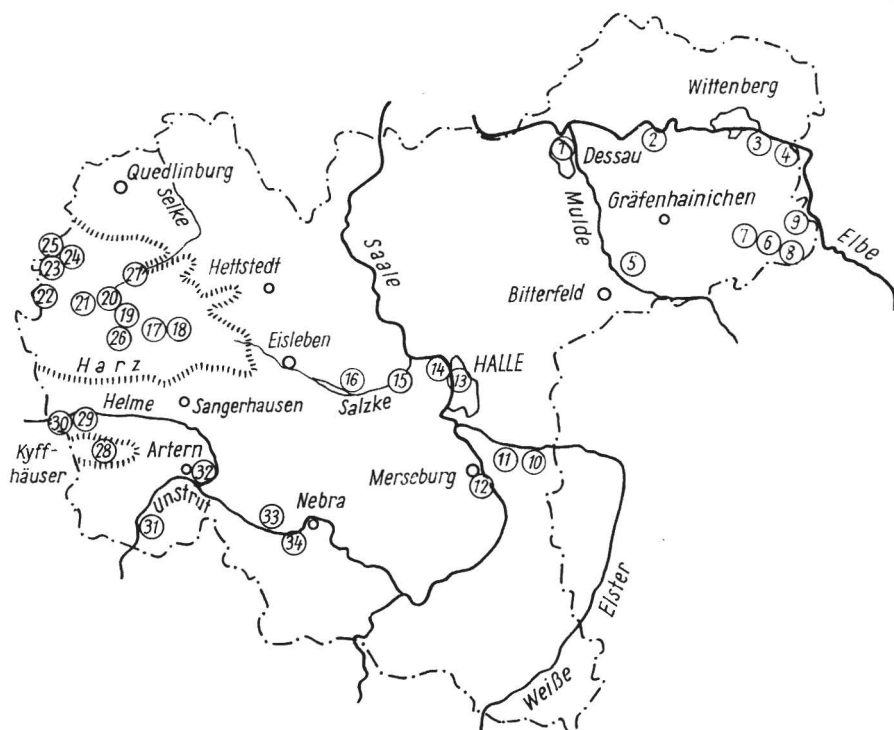 Wittenberg
Quedlinburg
Selke
1
2
3
4
Dessau
Mulde
Gräfenhainichen
25
24
23
22
27
Hettstedt
Saale
7
6
9
8
Elbe
5
Bitterfeld
21
20
19
26
17
18
Eisleben
Harz
16
15
Salzke
14
HALLE
13
Helme
Sangerhausen
30
29
Kyff-
häuser
28
Artern
32
Merseburg
12
11
10
Unstrut
31
33
Nebra
34
Elster
Weiße